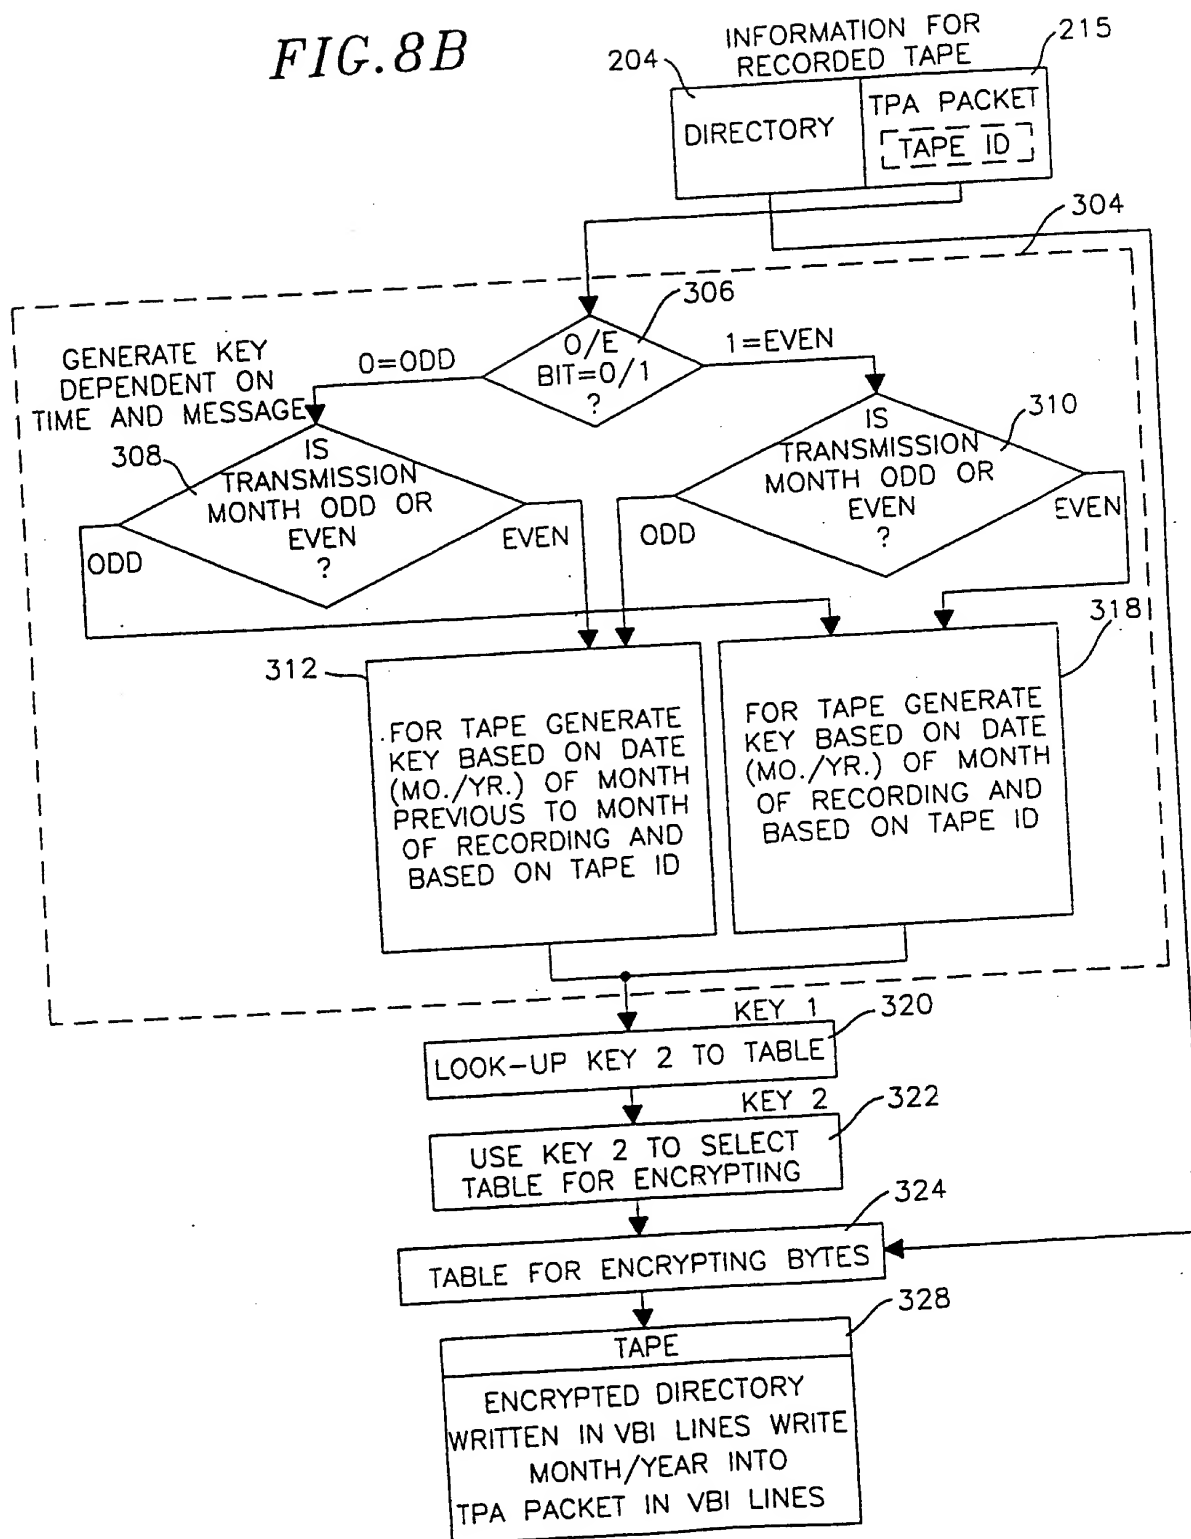 FIG.8B
INFORMATION FOR
RECORDED TAPE
204
215
DIRECTORY
TPA PACKET
TAPE ID
304
306
O/E
BIT=0/1
?
0=ODD
1=EVEN
GENERATE KEY
DEPENDENT ON
TIME AND MESSAGE
308
IS
TRANSMISSION
MONTH ODD OR
EVEN
?
ODD
EVEN
310
IS
TRANSMISSION
MONTH ODD OR
EVEN
?
ODD
EVEN
312
FOR TAPE GENERATE
KEY BASED ON DATE
(MO./YR.) OF MONTH
PREVIOUS TO MONTH
OF RECORDING AND
BASED ON TAPE ID
318
FOR TAPE GENERATE
KEY BASED ON DATE
(MO./YR.) OF MONTH
OF RECORDING AND
BASED ON TAPE ID
KEY 1
320
LOOK-UP KEY 2 TO TABLE
KEY 2
322
USE KEY 2 TO SELECT
TABLE FOR ENCRYPTING
324
TABLE FOR ENCRYPTING BYTES
328
TAPE
ENCRYPTED DIRECTORY
WRITTEN IN VBI LINES WRITE
MONTH/YEAR INTO
TPA PACKET IN VBI LINES